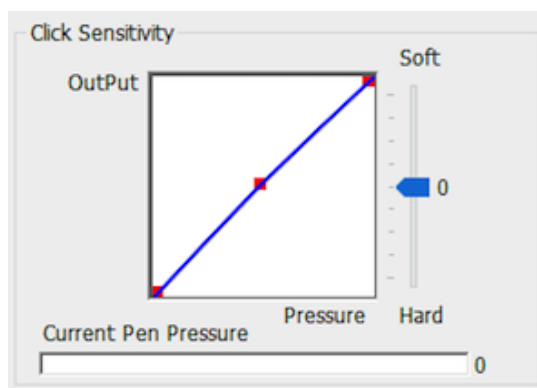 Click Sensitivity
Soft
OutPut
0
Pressure
Hard
Current Pen Pressure
0